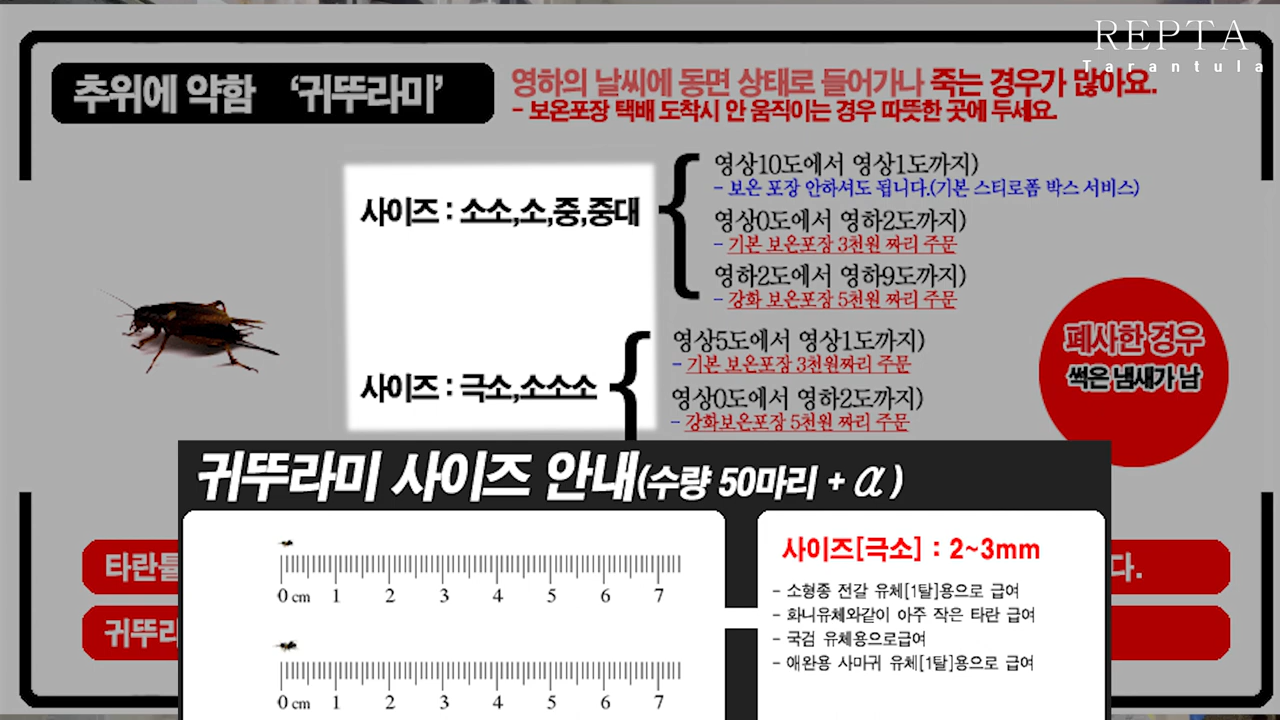 REPTA
Tarantula
추위에 약함 ‘귀뚜라미’
영하의 날씨에 동면 상태로 들어가나 죽는 경우가 많아요.
- 보온포장 택배 도착시 안 움직이는 경우 따뜻한 곳에 두세요.
사이즈 : 소소,소,중,중대
영상10도에서 영상1도까지)
- 보온 포장 안하셔도 됩니다.(기본 스티로폼 박스 서비스)
영상0도에서 영하2도까지)
- 기본 보온포장 3천원 짜리 주문
영하2도에서 영하9도까지)
- 강화 보온포장 5천원 짜리 주문
사이즈 : 극소,소소소
영상5도에서 영상1도까지)
- 기본 보온포장 3천원짜리 주문
영상0도에서 영하2도까지)
- 강화보온포장 5천원 짜리 주문
폐사한 경우
썩은 냄새가 남
귀뚜라미 사이즈 안내(수량 50마리 + α)
0 cm 1 2 3 4 5 6 7
0 cm 1 2 3 4 5 6 7
사이즈[극소] : 2~3mm
- 소형종 전갈 유체[1탈]용으로 급여
- 화니유체와같이 아주 작은 타란 급여
- 국검 유체용으로급여
- 애완용 사마귀 유체[1탈]용으로 급여
타란튤
다.
귀뚜라